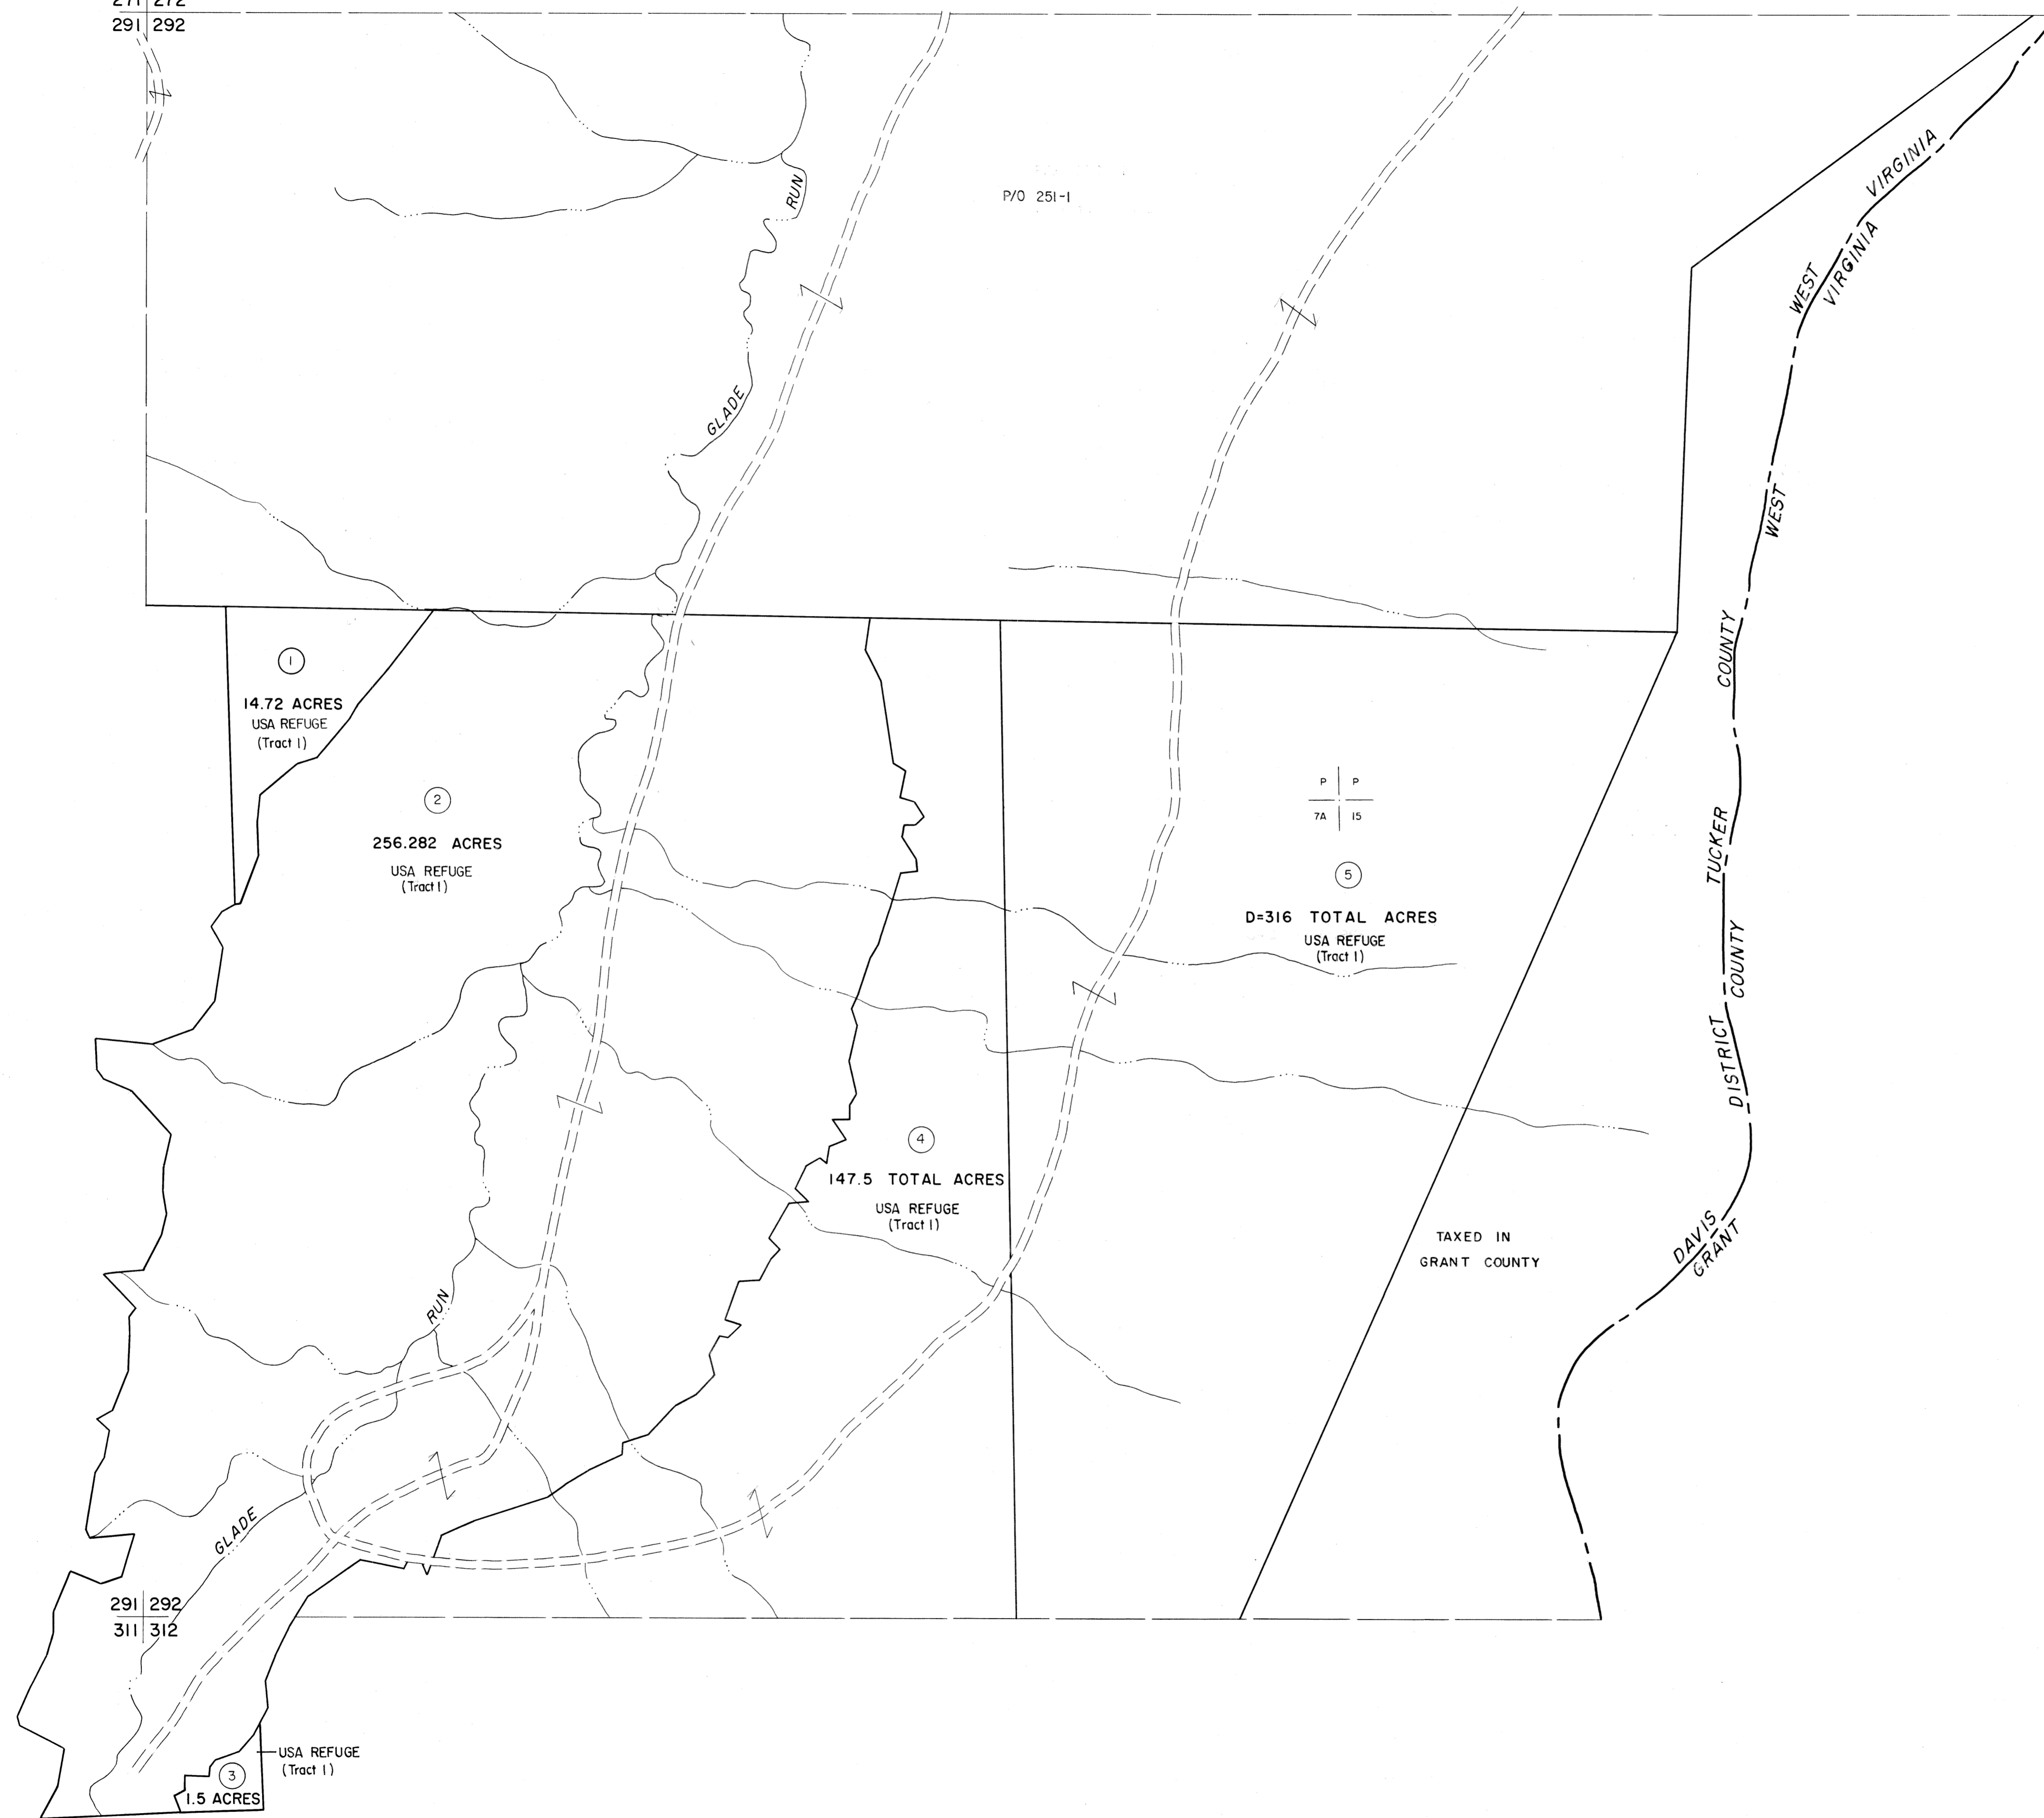 271 272
291 292
P/O 251-1
RUN
GLADE
WEST VIRGINIA
WEST VIRGINIA
1
14.72 ACRES
USA REFUGE
(Tract 1)
2
256.282 ACRES
USA REFUGE
(Tract 1)
P P
7A 15
5
D=316 TOTAL ACRES
USA REFUGE
(Tract 1)
4
147.5 TOTAL ACRES
USA REFUGE
(Tract 1)
TAXED IN
GRANT COUNTY
DAVIS DISTRICT TUCKER COUNTY
GRANT COUNTY
RUN
GLADE
291 292
311 312
USA REFUGE
(Tract 1)
3
1.5 ACRES